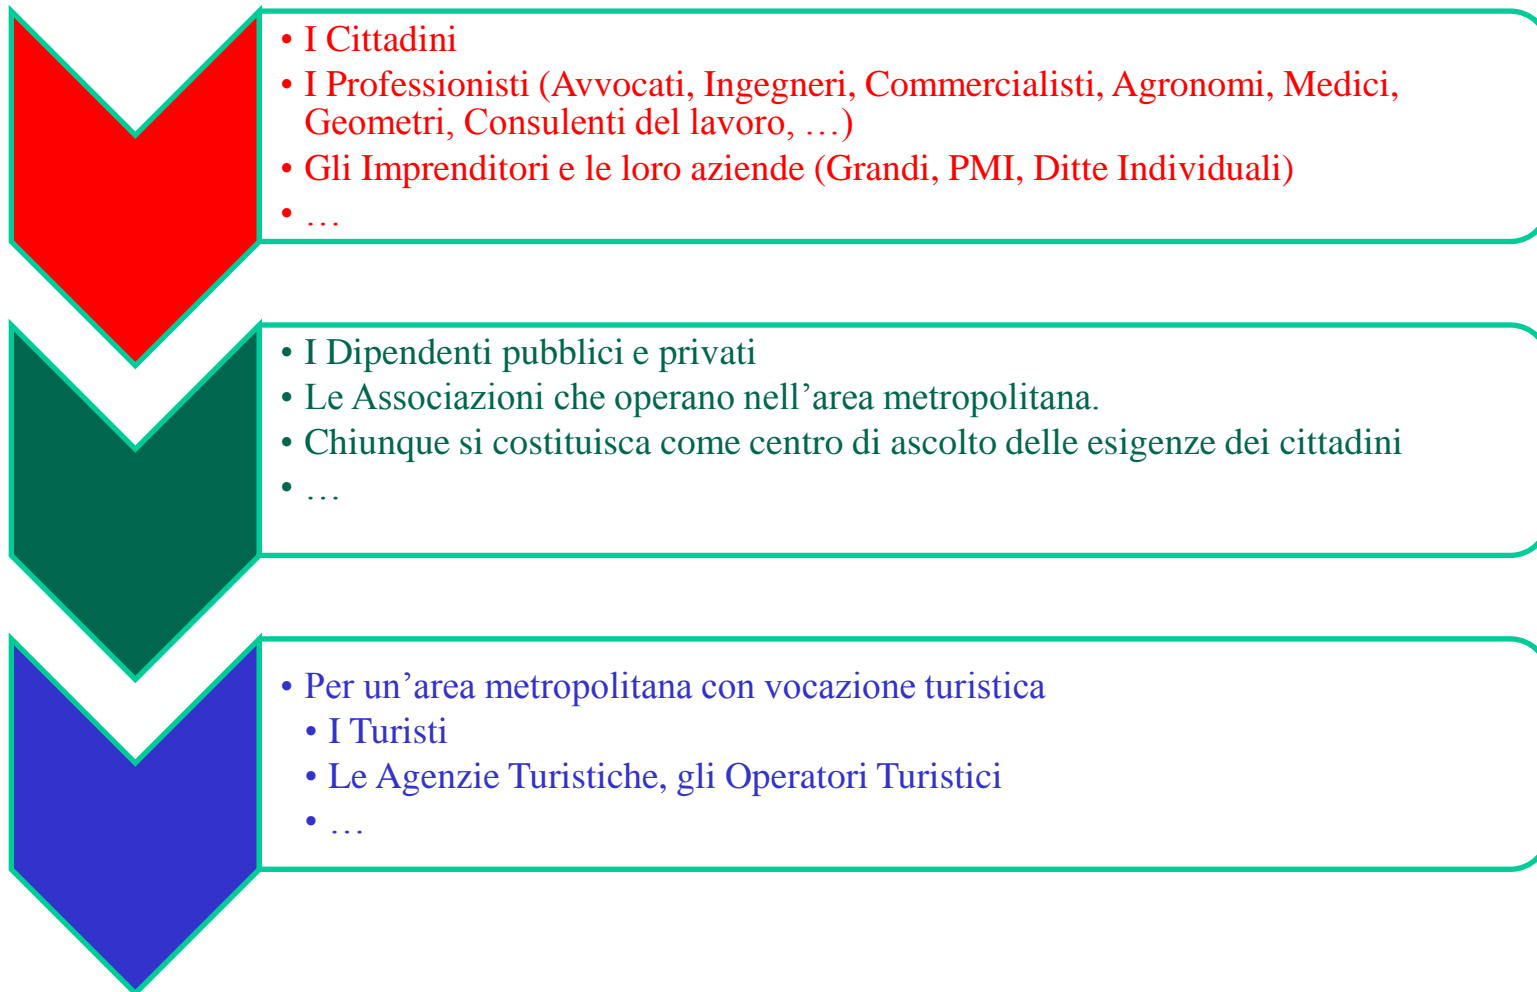 • I Cittadini
• I Professionisti (Avvocati, Ingegneri, Commercialisti, Agronomi, Medici,
Geometri, Consulenti del lavoro, …)
• Gli Imprenditori e le loro aziende (Grandi, PMI, Ditte Individuali)
• …
• I Dipendenti pubblici e privati
• Le Associazioni che operano nell’area metropolitana.
• Chiunque si costituisca come centro di ascolto delle esigenze dei cittadini
• …
• Per un’area metropolitana con vocazione turistica
• I Turisti
• Le Agenzie Turistiche, gli Operatori Turistici
• …